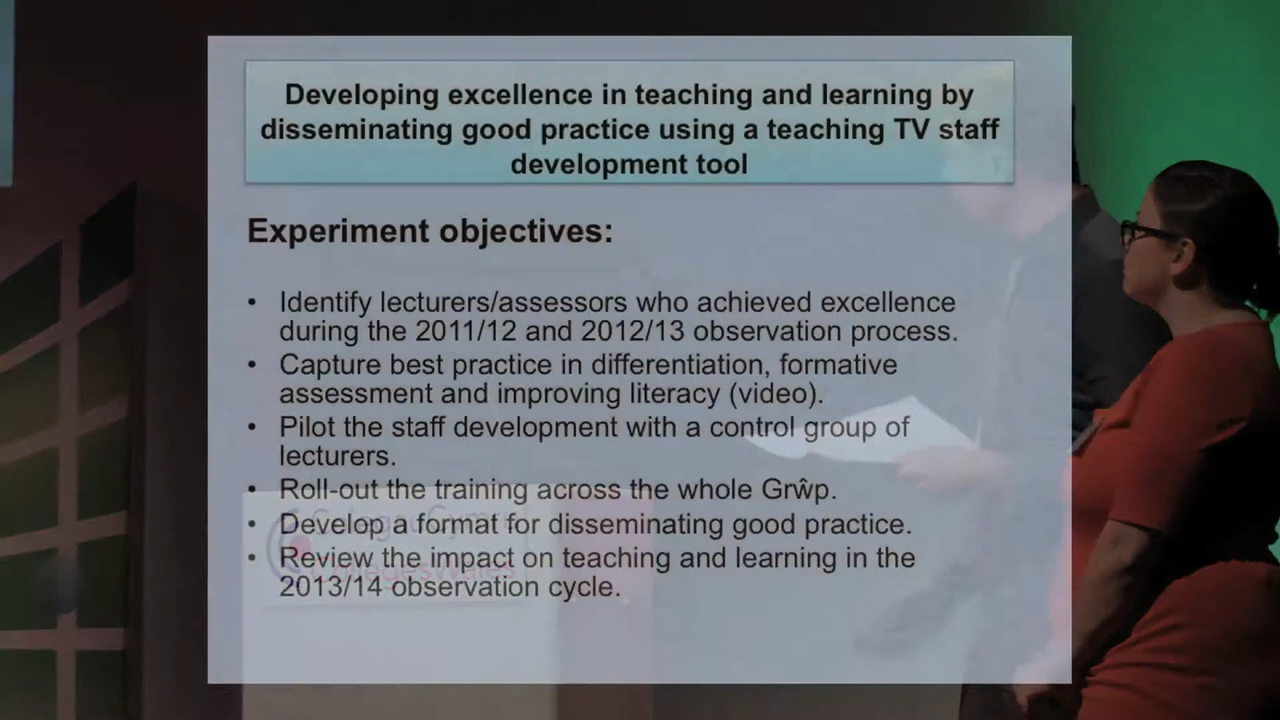 Developing excellence in teaching and learning by
disseminating good practice using a teaching TV staff
development tool
Experiment objectives:
• Identify lecturers/assessors who achieved excellence
during the 2011/12 and 2012/13 observation process.
• Capture best practice in differentiation, formative
assessment and improving literacy (video).
• Pilot the staff development with a control group of
lecturers.
• Roll-out the training across the whole Grŵp.
• Develop a format for disseminating good practice.
• Review the impact on teaching and learning in the
2013/14 observation cycle.